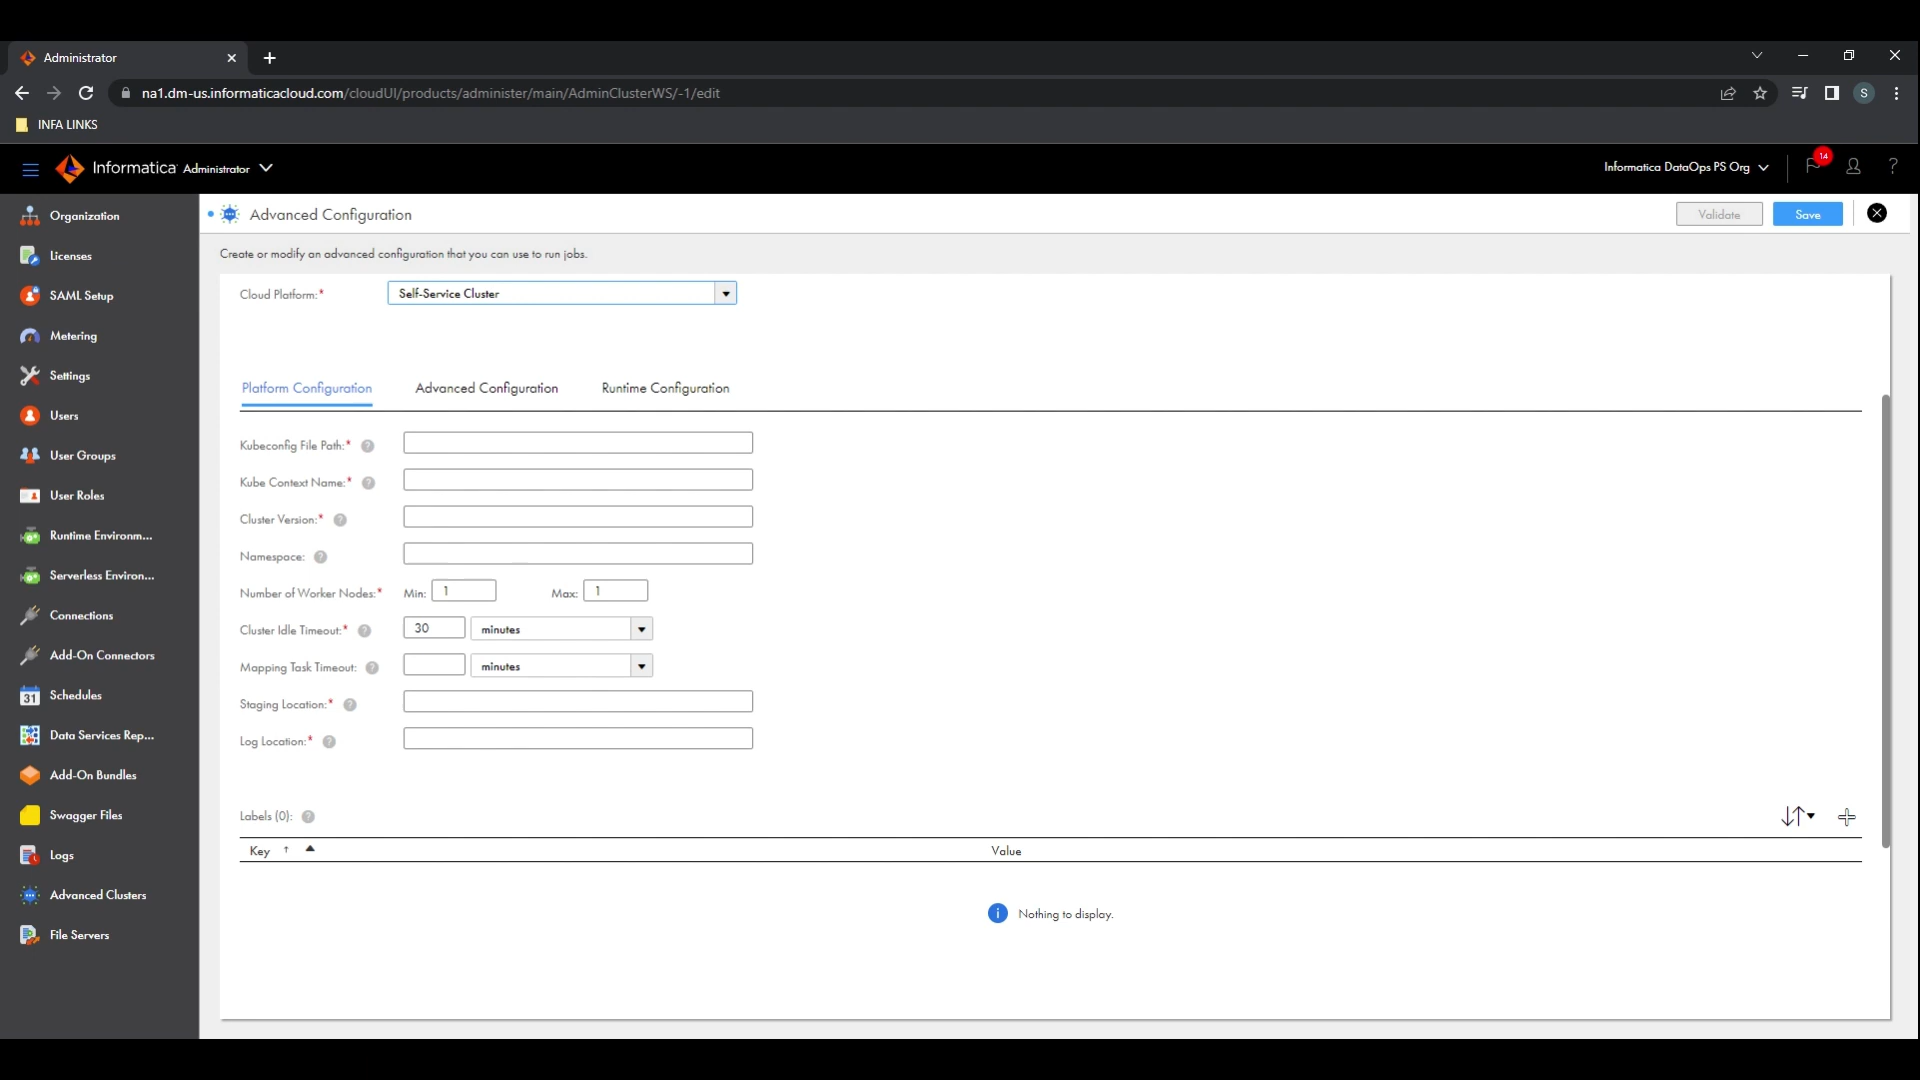 Administrator
na1.dm-us.informaticacloud.com/cloudUI/products/administer/main/AdminClusterWS/-1/edit
S
INFA LINKS
Informatica Administrator
Informatica DataOps PS Org
14
?
Organization
Licenses
SAML Setup
Metering
Settings
Users
User Groups
User Roles
Runtime Environm...
Serverless Environ...
Connections
Add-On Connectors
31 Schedules
Data Services Rep...
Add-On Bundles
Swagger Files
Logs
Advanced Clusters
File Servers
Advanced Configuration
Validate
Save
Create or modify an advanced configuration that you can use to run jobs.
Cloud Platform:* Self-Service Cluster
Platform Configuration Advanced Configuration Runtime Configuration
Kubeconfig File Path:* ?
Kube Context Name:* ?
Cluster Version:* ?
Namespace: ?
Number of Worker Nodes:* Min: 1 Max: 1
Cluster Idle Timeout:* ? 30 minutes
Mapping Task Timeout: ? minutes
Staging Location:* ?
Log Location:* ?
Labels (0): ?
Key ↑ Value
i Nothing to display.